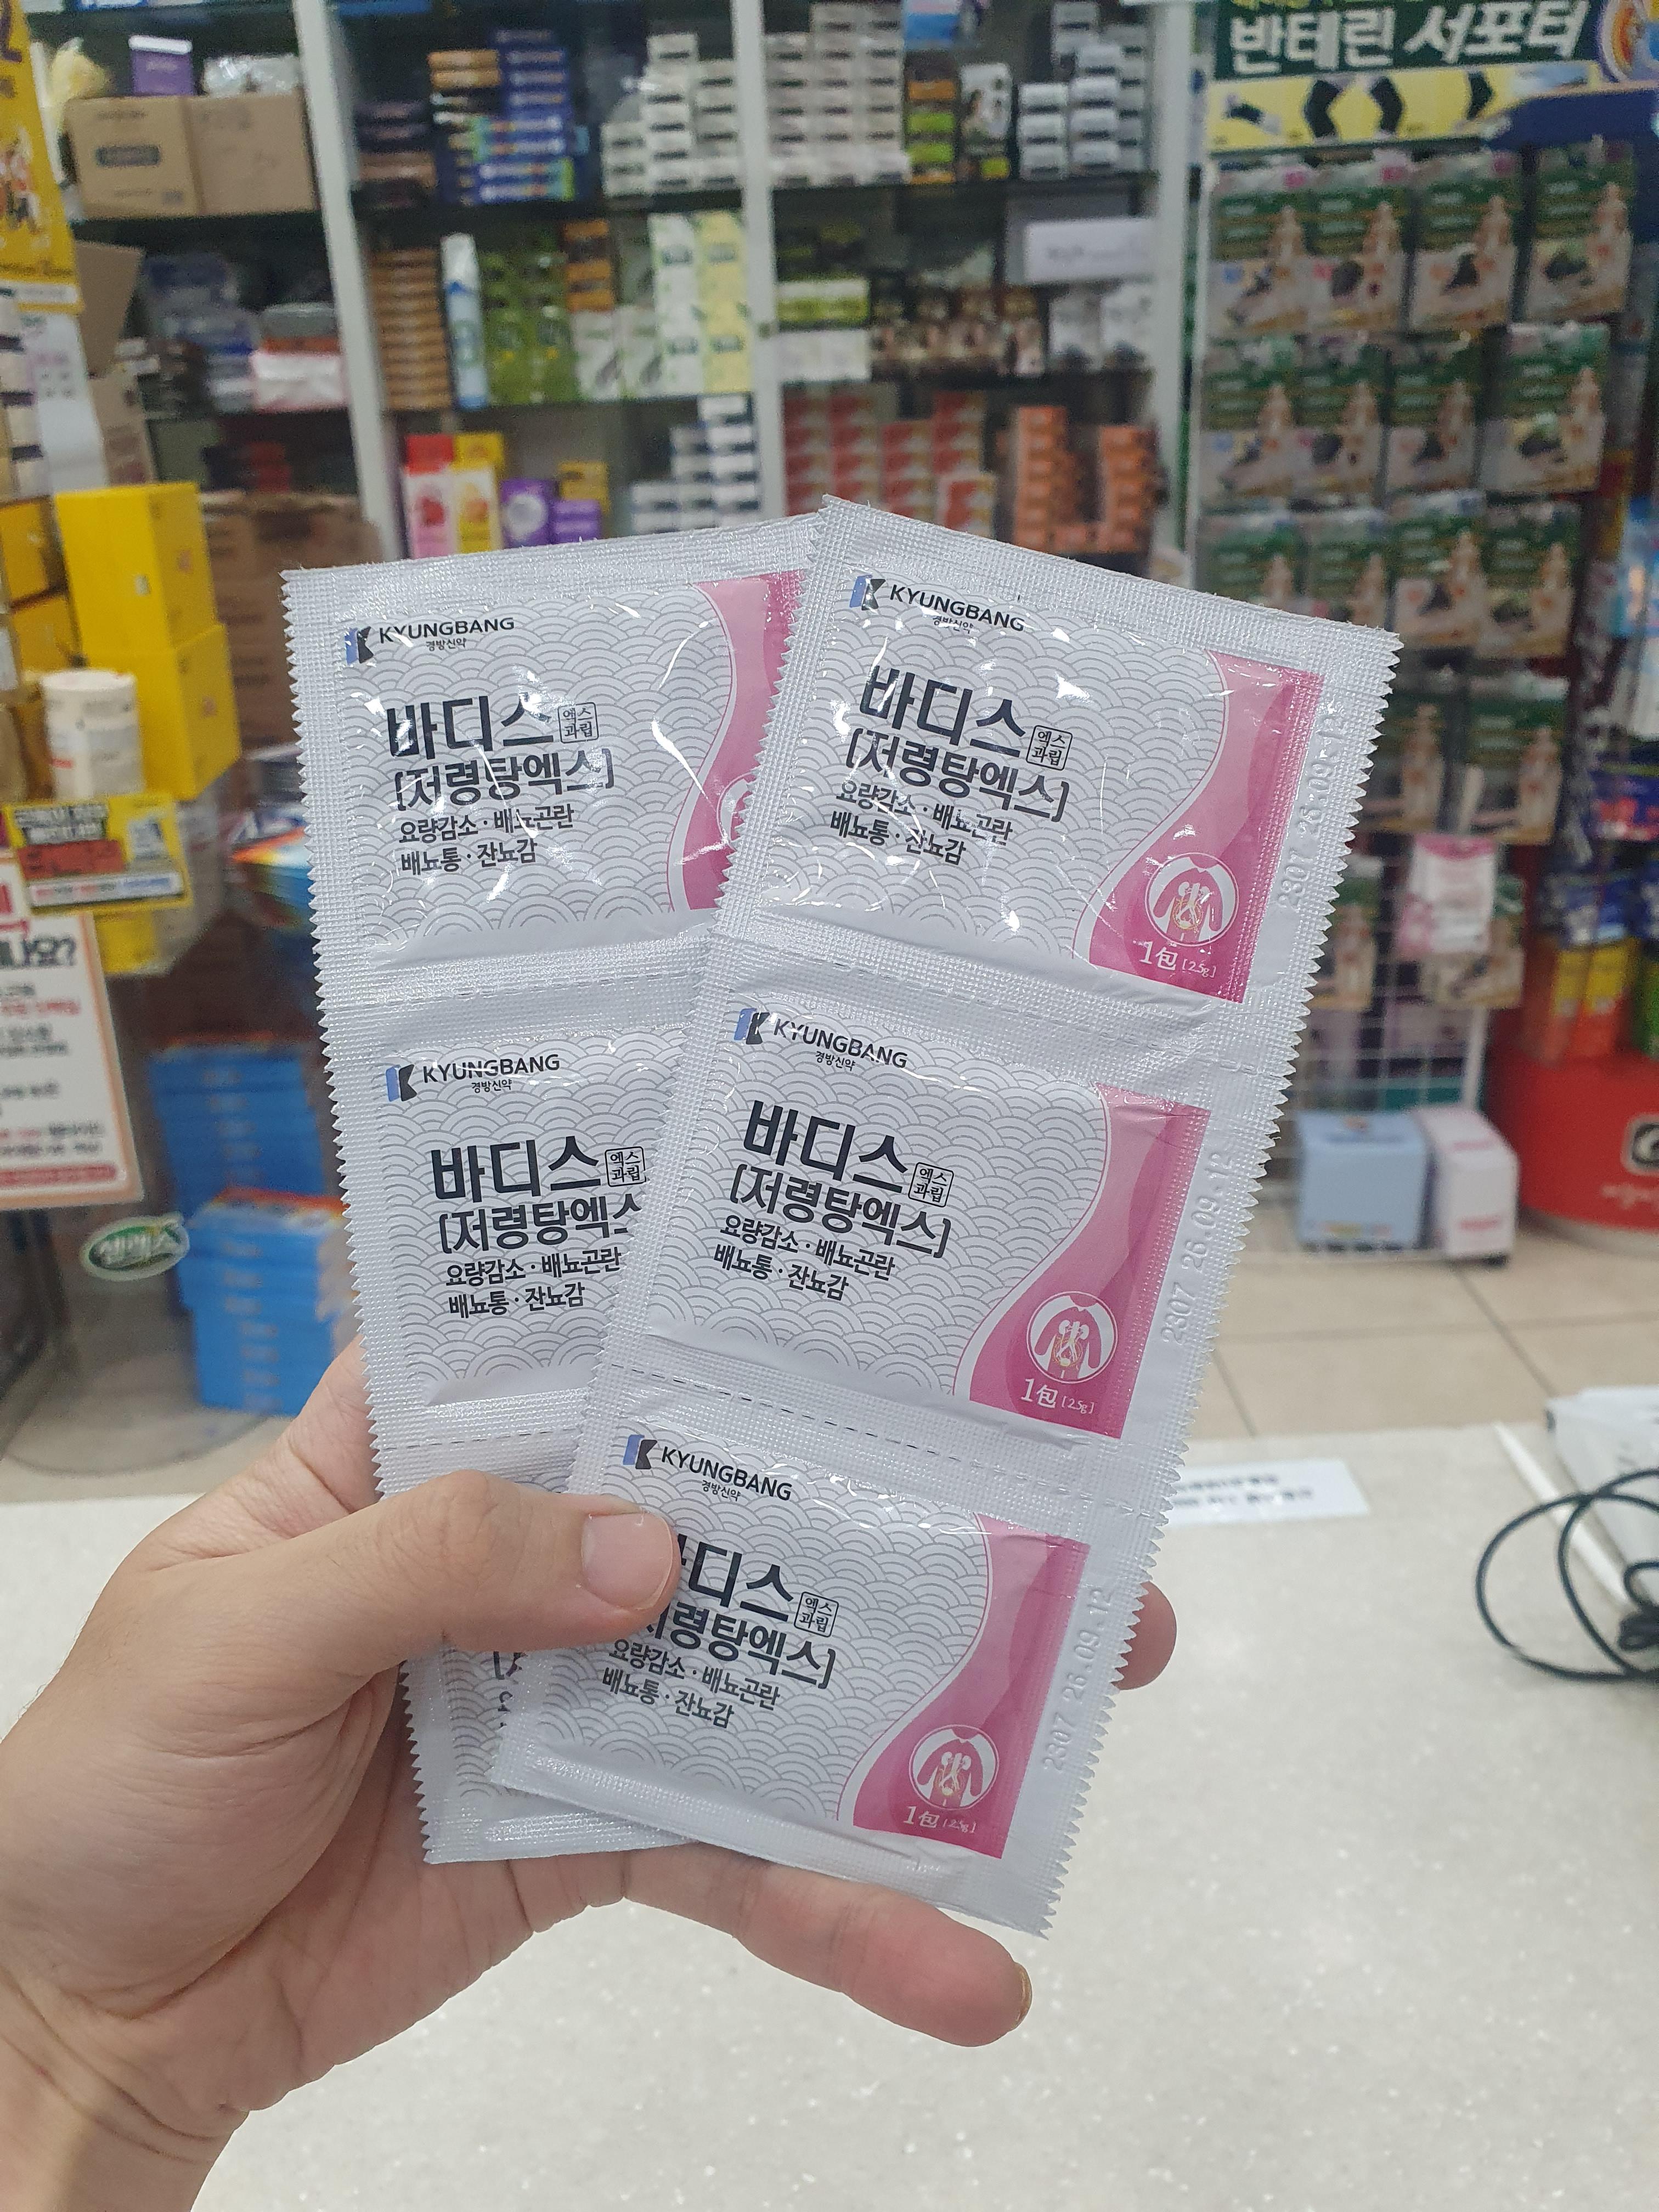 반테린 서포터
KYUNGBANG
경방신약
바디스 엑스
과립
[저령탕엑스]
요량감소·배뇨곤란
배뇨통·잔뇨감
KYUNGBANG
경방신약
바디스 엑스
과립
[저령탕엑스
요량감소·배뇨곤란
배뇨통·잔뇨감
KYUNGBANG
경방신약
바디스 엑스
과립
[저령탕엑스]
요량감소·배뇨곤란
배뇨통·잔뇨감
1包 [2.5g]
2307 26.09.12
KYUNGBANG
경방신약
바디스 엑스
과립
[저령탕엑스]
요량감소·배뇨곤란
배뇨통·잔뇨감
1包 [2.5g]
2307 26.09.12
KYUNGBANG
경방신약
디스 엑스
과립
령탕엑스]
요량감소·배뇨곤란
배뇨통·잔뇨감
1包 [2.5g]
2307 26.09.12
셀렉스